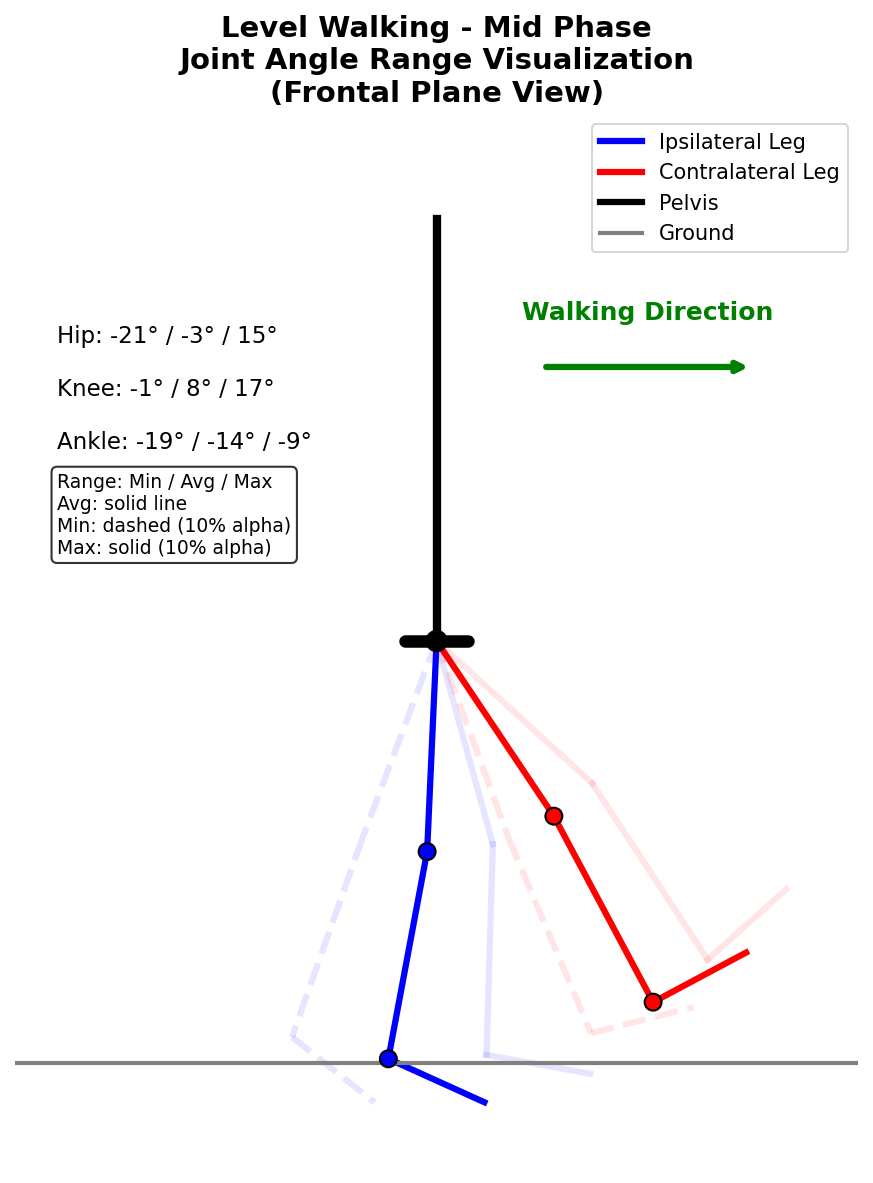 Level Walking - Mid Phase
Joint Angle Range Visualization
(Frontal Plane View)
Ipsilateral Leg
Contralateral Leg
Pelvis
Ground
Walking Direction
Hip: -21° / -3° / 15°
Knee: -1° / 8° / 17°
Ankle: -19° / -14° / -9°
Range: Min / Avg / Max
Avg: solid line
Min: dashed (10% alpha)
Max: solid (10% alpha)